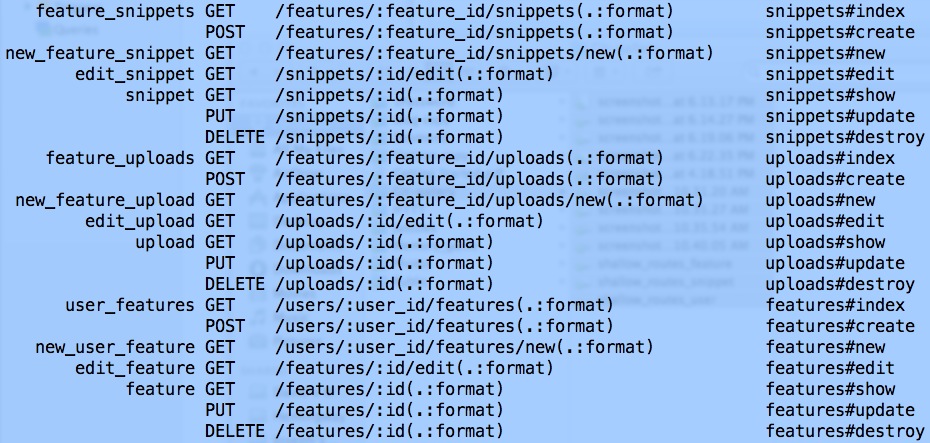 feature_snippets GET /features/:feature_id/snippets(.:format) snippets#index
POST /features/:feature_id/snippets(.:format) snippets#create
new_feature_snippet GET /features/:feature_id/snippets/new(.:format) snippets#new
edit_snippet GET /snippets/:id/edit(.:format) snippets#edit
snippet GET /snippets/:id(.:format) snippets#show
PUT /snippets/:id(.:format) snippets#update
DELETE /snippets/:id(.:format) snippets#destroy
feature_uploads GET /features/:feature_id/uploads(.:format) uploads#index
POST /features/:feature_id/uploads(.:format) uploads#create
new_feature_upload GET /features/:feature_id/uploads/new(.:format) uploads#new
edit_upload GET /uploads/:id/edit(.:format) uploads#edit
upload GET /uploads/:id(.:format) uploads#show
PUT /uploads/:id(.:format) uploads#update
DELETE /uploads/:id(.:format) uploads#destroy
user_features GET /users/:user_id/features(.:format) features#index
POST /users/:user_id/features(.:format) features#create
new_user_feature GET /users/:user_id/features/new(.:format) features#new
edit_feature GET /features/:id/edit(.:format) features#edit
feature GET /features/:id(.:format) features#show
PUT /features/:id(.:format) features#update
DELETE /features/:id(.:format) features#destroy